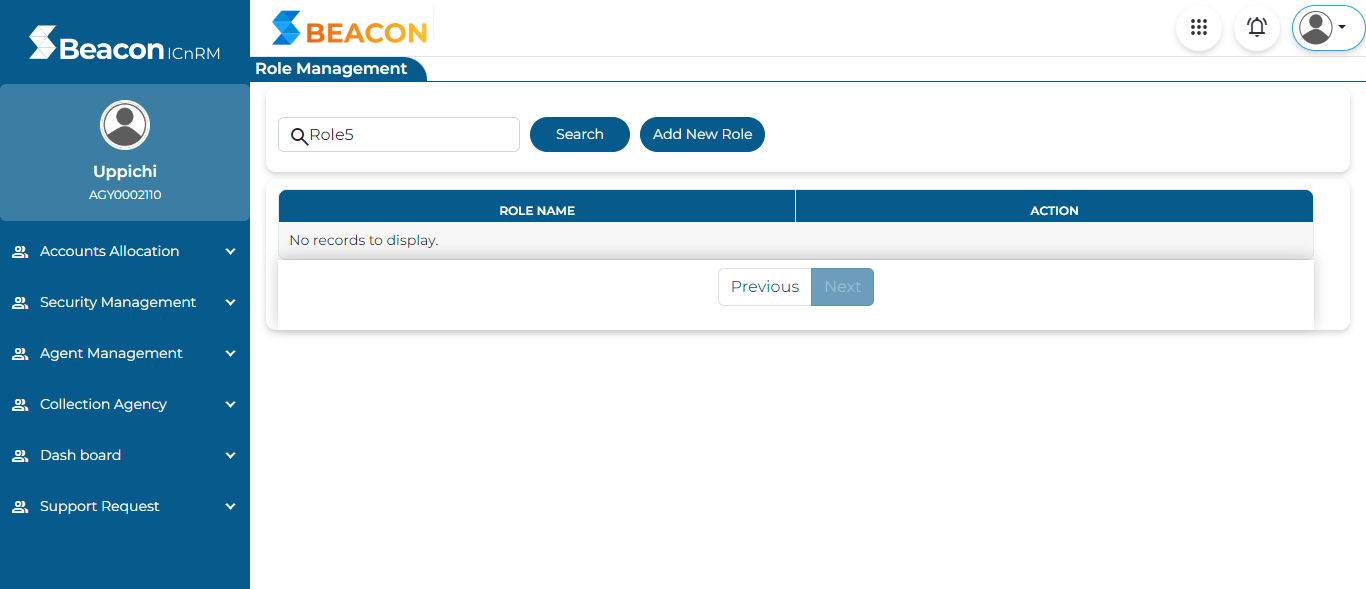 Beacon ICnRM
BEACON
Role Management
Uppichi
AGY0002110
Accounts Allocation
Security Management
Agent Management
Collection Agency
Dash board
Support Request
Role5
Search
Add New Role
ROLE NAME
ACTION
No records to display.
Previous
Next